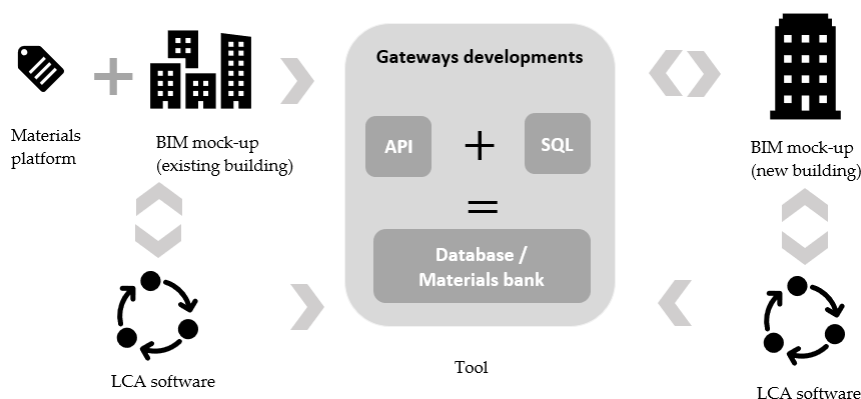 Materials
platform
+
BIM mock-up
(existing building)
LCA software
Gateways developments
API
+
SQL
=
Database /
Materials bank
Tool
BIM mock-up
(new building)
LCA software